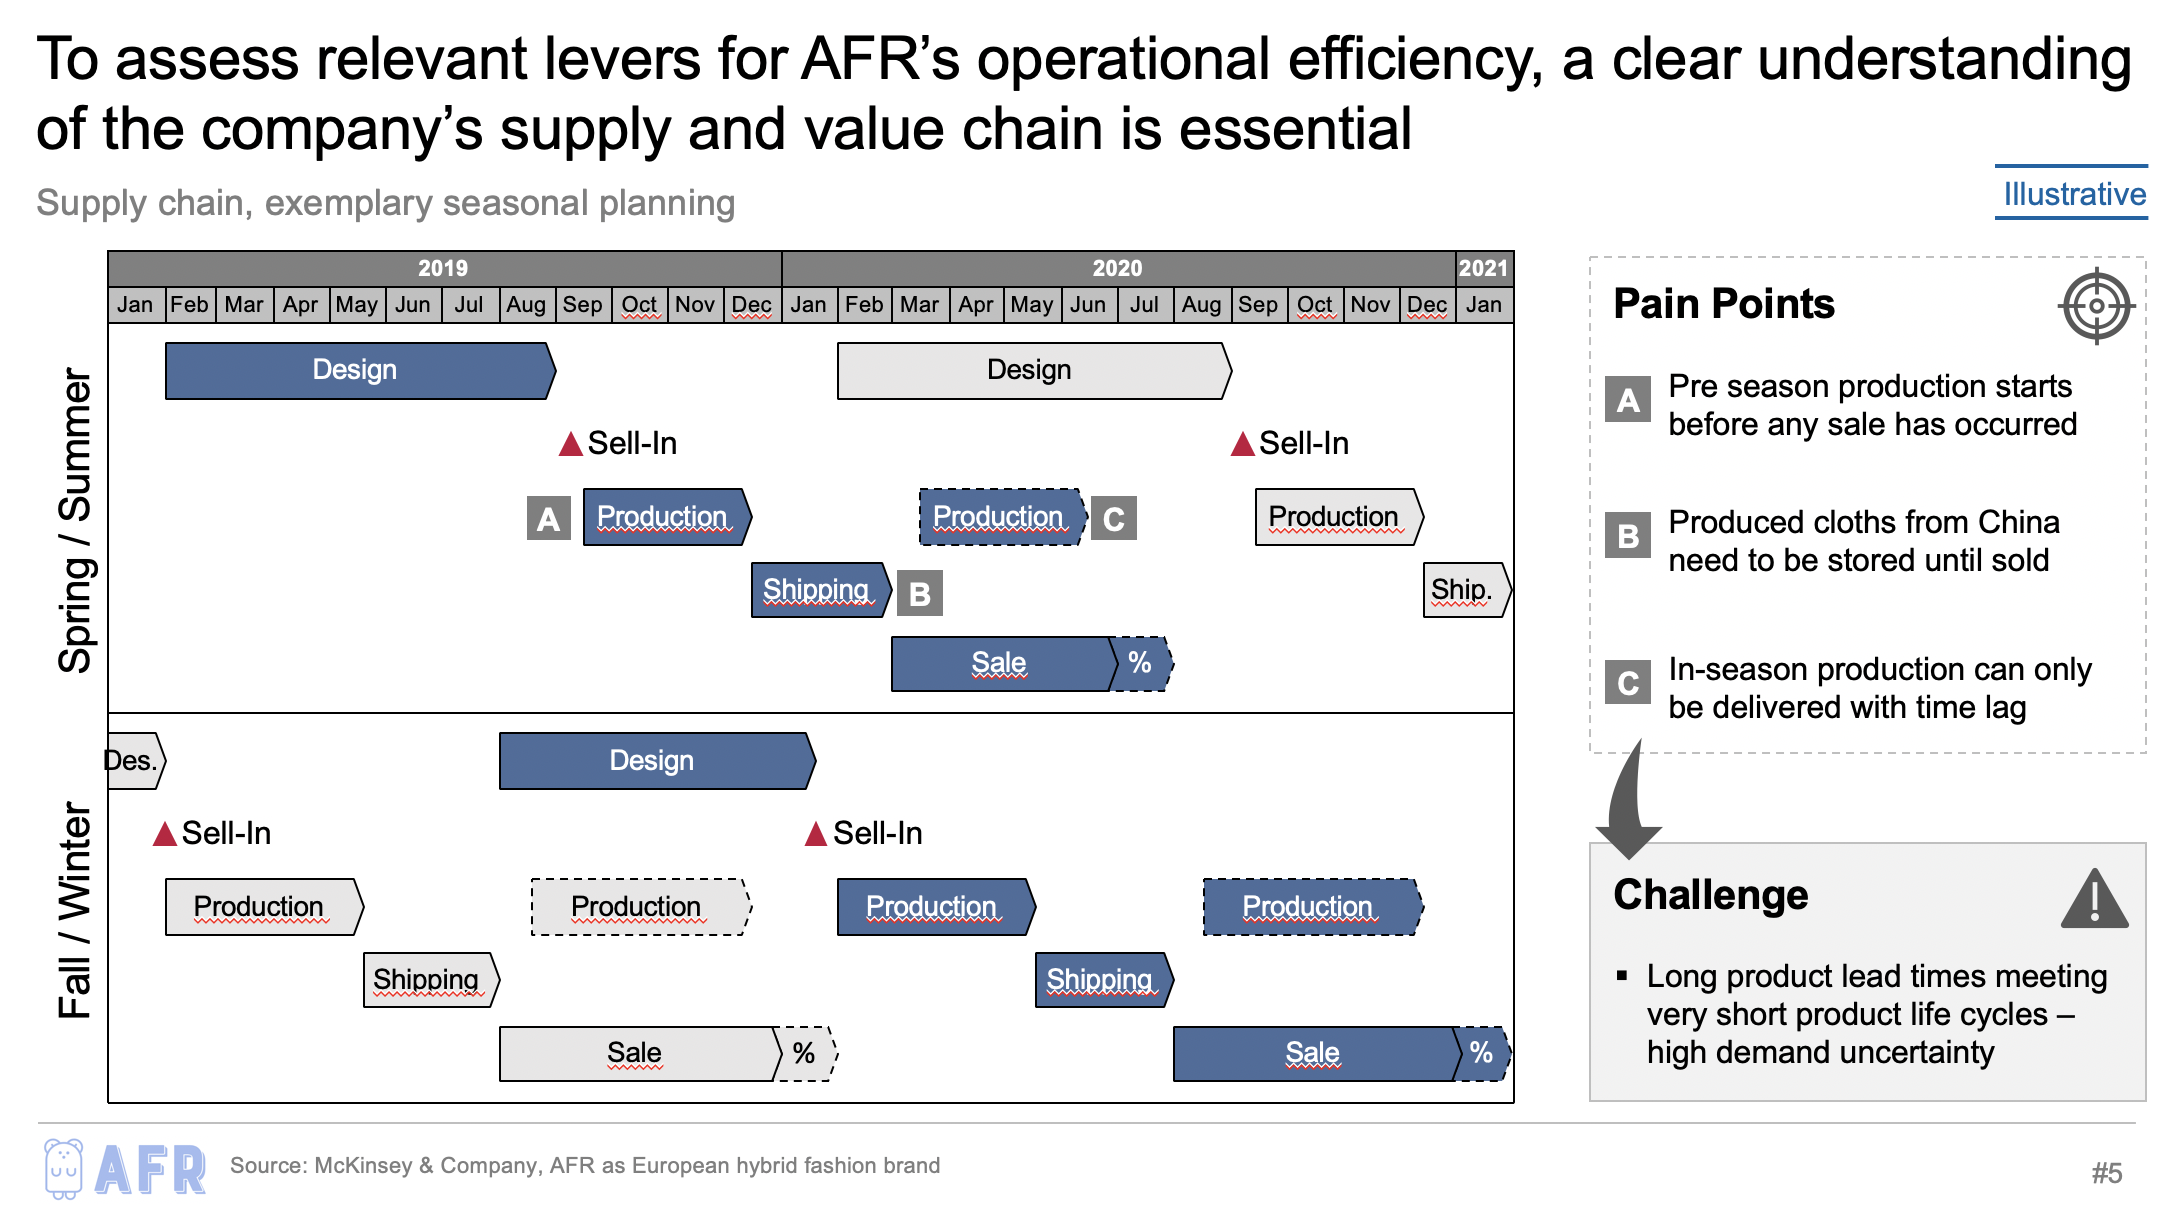 To assess relevant levers for AFR’s operational efficiency, a clear understanding
of the company’s supply and value chain is essential
Supply chain, exemplary seasonal planning
Illustrative
2019 2020 2021
Jan Feb Mar Apr May Jun Jul Aug Sep Oct Nov Dec Jan Feb Mar Apr May Jun Jul Aug Sep Oct Nov Dec Jan
Spring / Summer
Design Design
Sell-In Sell-In
A Production Production C Production
Shipping B Ship.
Sale %
Fall / Winter
Des. Design
Sell-In Sell-In
Production Production Production Production
Shipping Shipping
Sale % Sale %
Pain Points
A Pre season production starts
before any sale has occurred
B Produced cloths from China
need to be stored until sold
C In-season production can only
be delivered with time lag
Challenge
▪ Long product lead times meeting
very short product life cycles –
high demand uncertainty
AFR
Source: McKinsey & Company, AFR as European hybrid fashion brand
#5